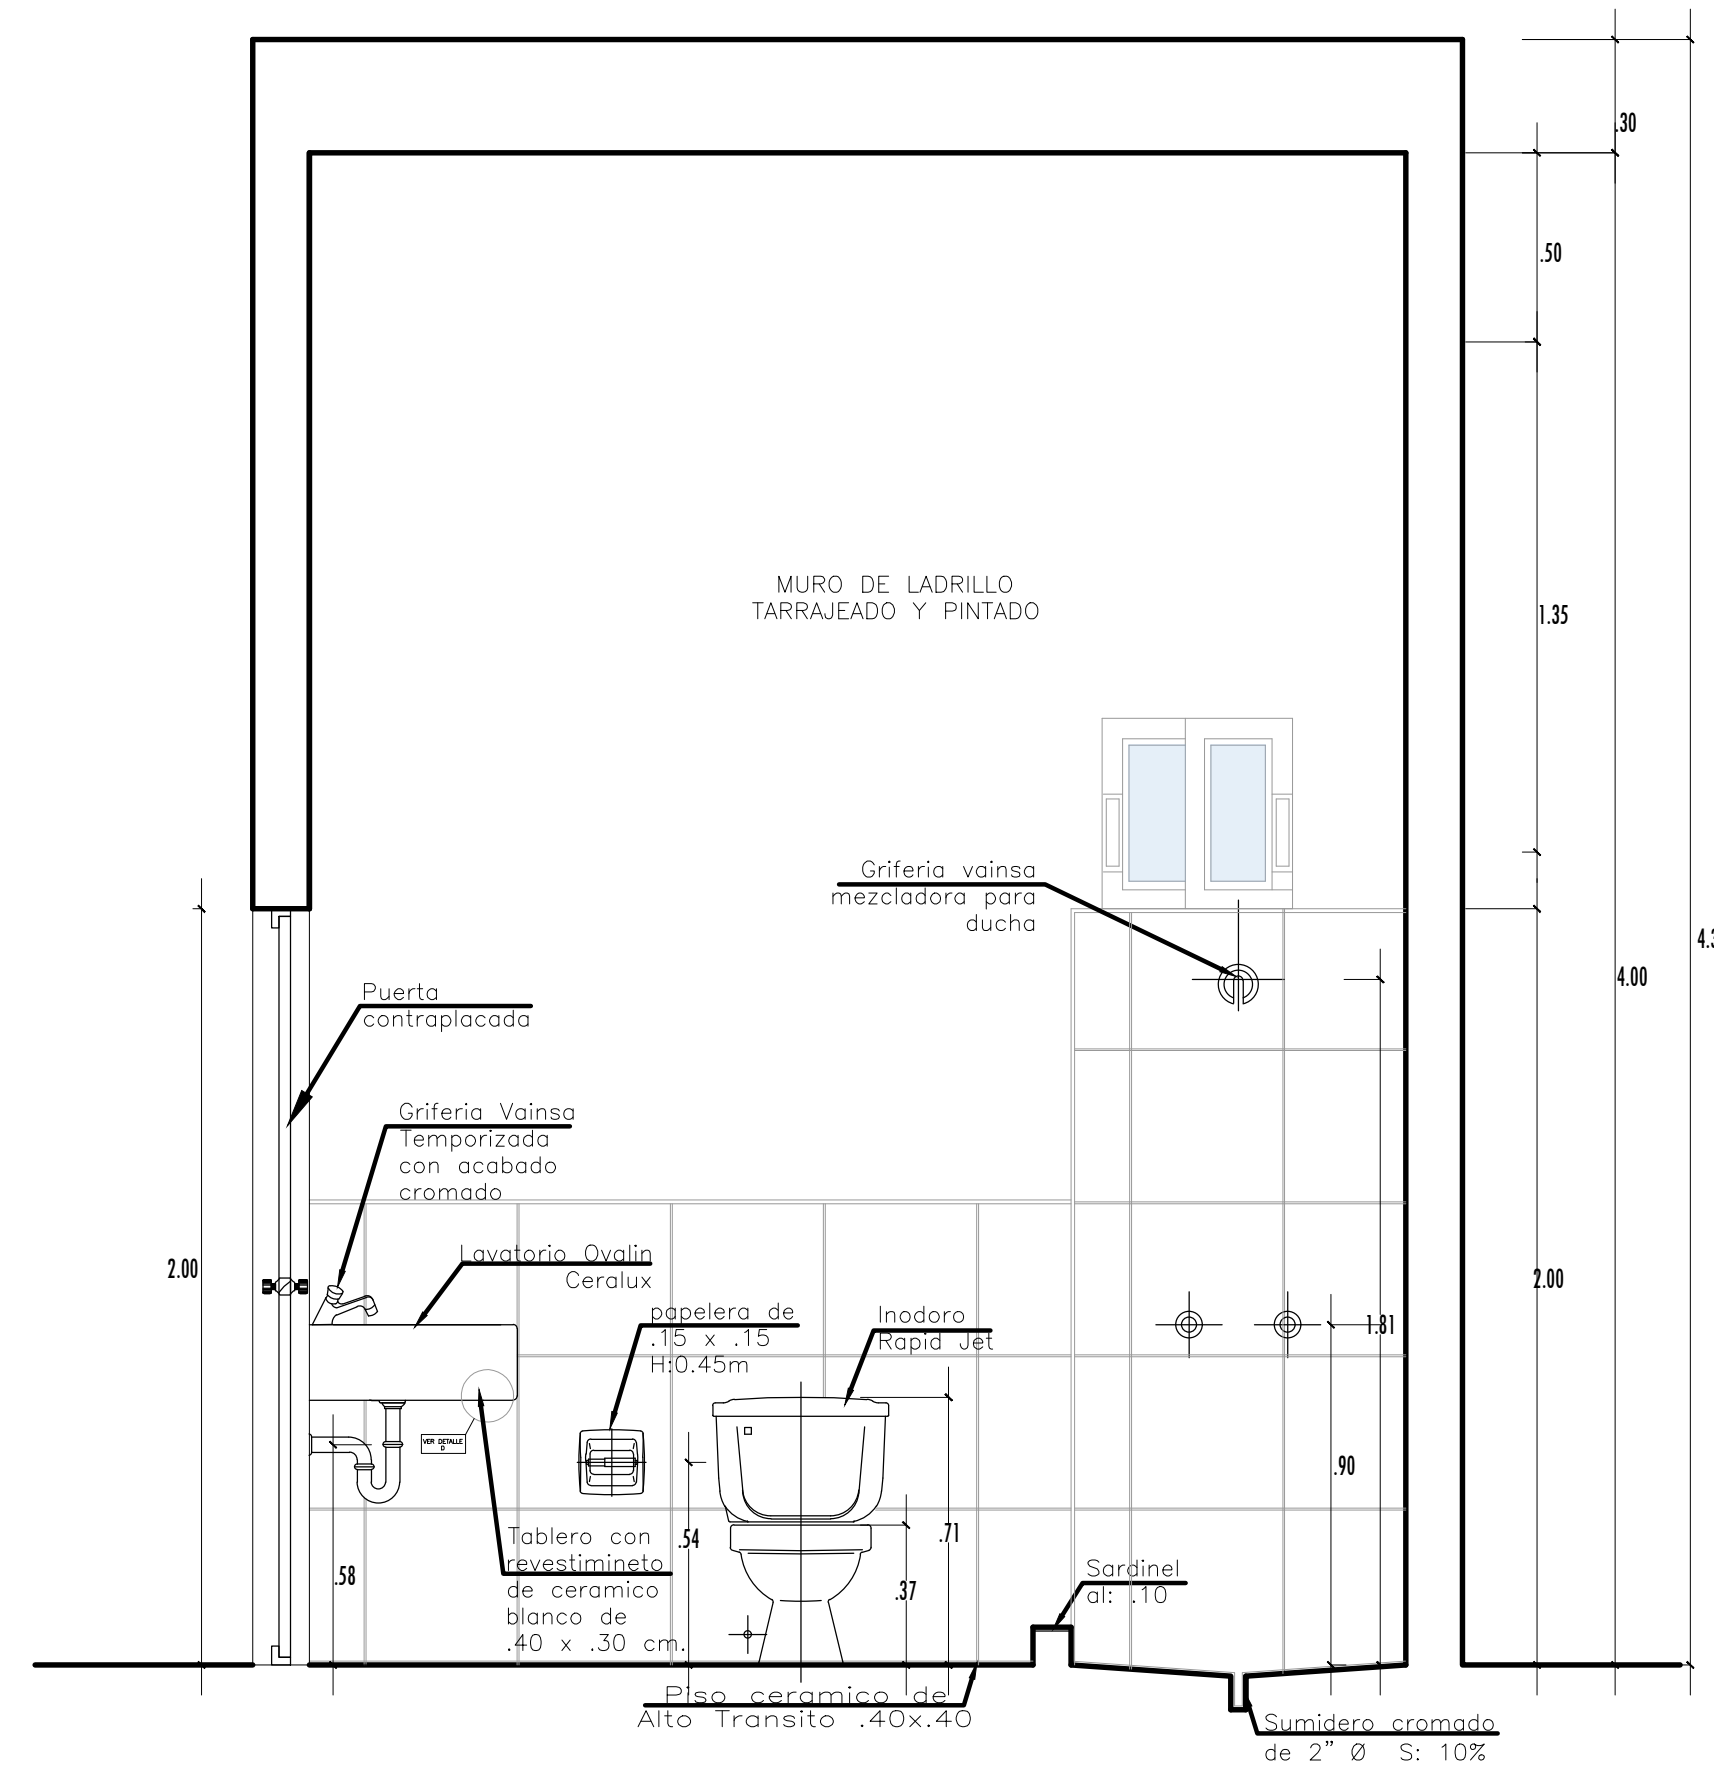 .30
.50
MURO DE LADRILLO
TARRAJEADO Y PINTADO
1.35
Griferia vainsa
mezcladora para
ducha
4.00
Puerta
contraplacada
Griferia Vainsa
Temporizada
con acabado
cromado
Lavatorio Ovalin
Ceralux
2.00
2.00
papelera de
.15 x .15
H:0.45m
Inodoro
Rapid Jet
1.81
VER DETALLE
D
.90
.54
.71
.58
.37
Tablero con
revestimineto
de ceramico
blanco de
.40 x .30 cm.
Sardinel
al: .10
Piso ceramico de
Alto Transito .40x.40
Sumidero cromado
de 2” Ø S: 10%